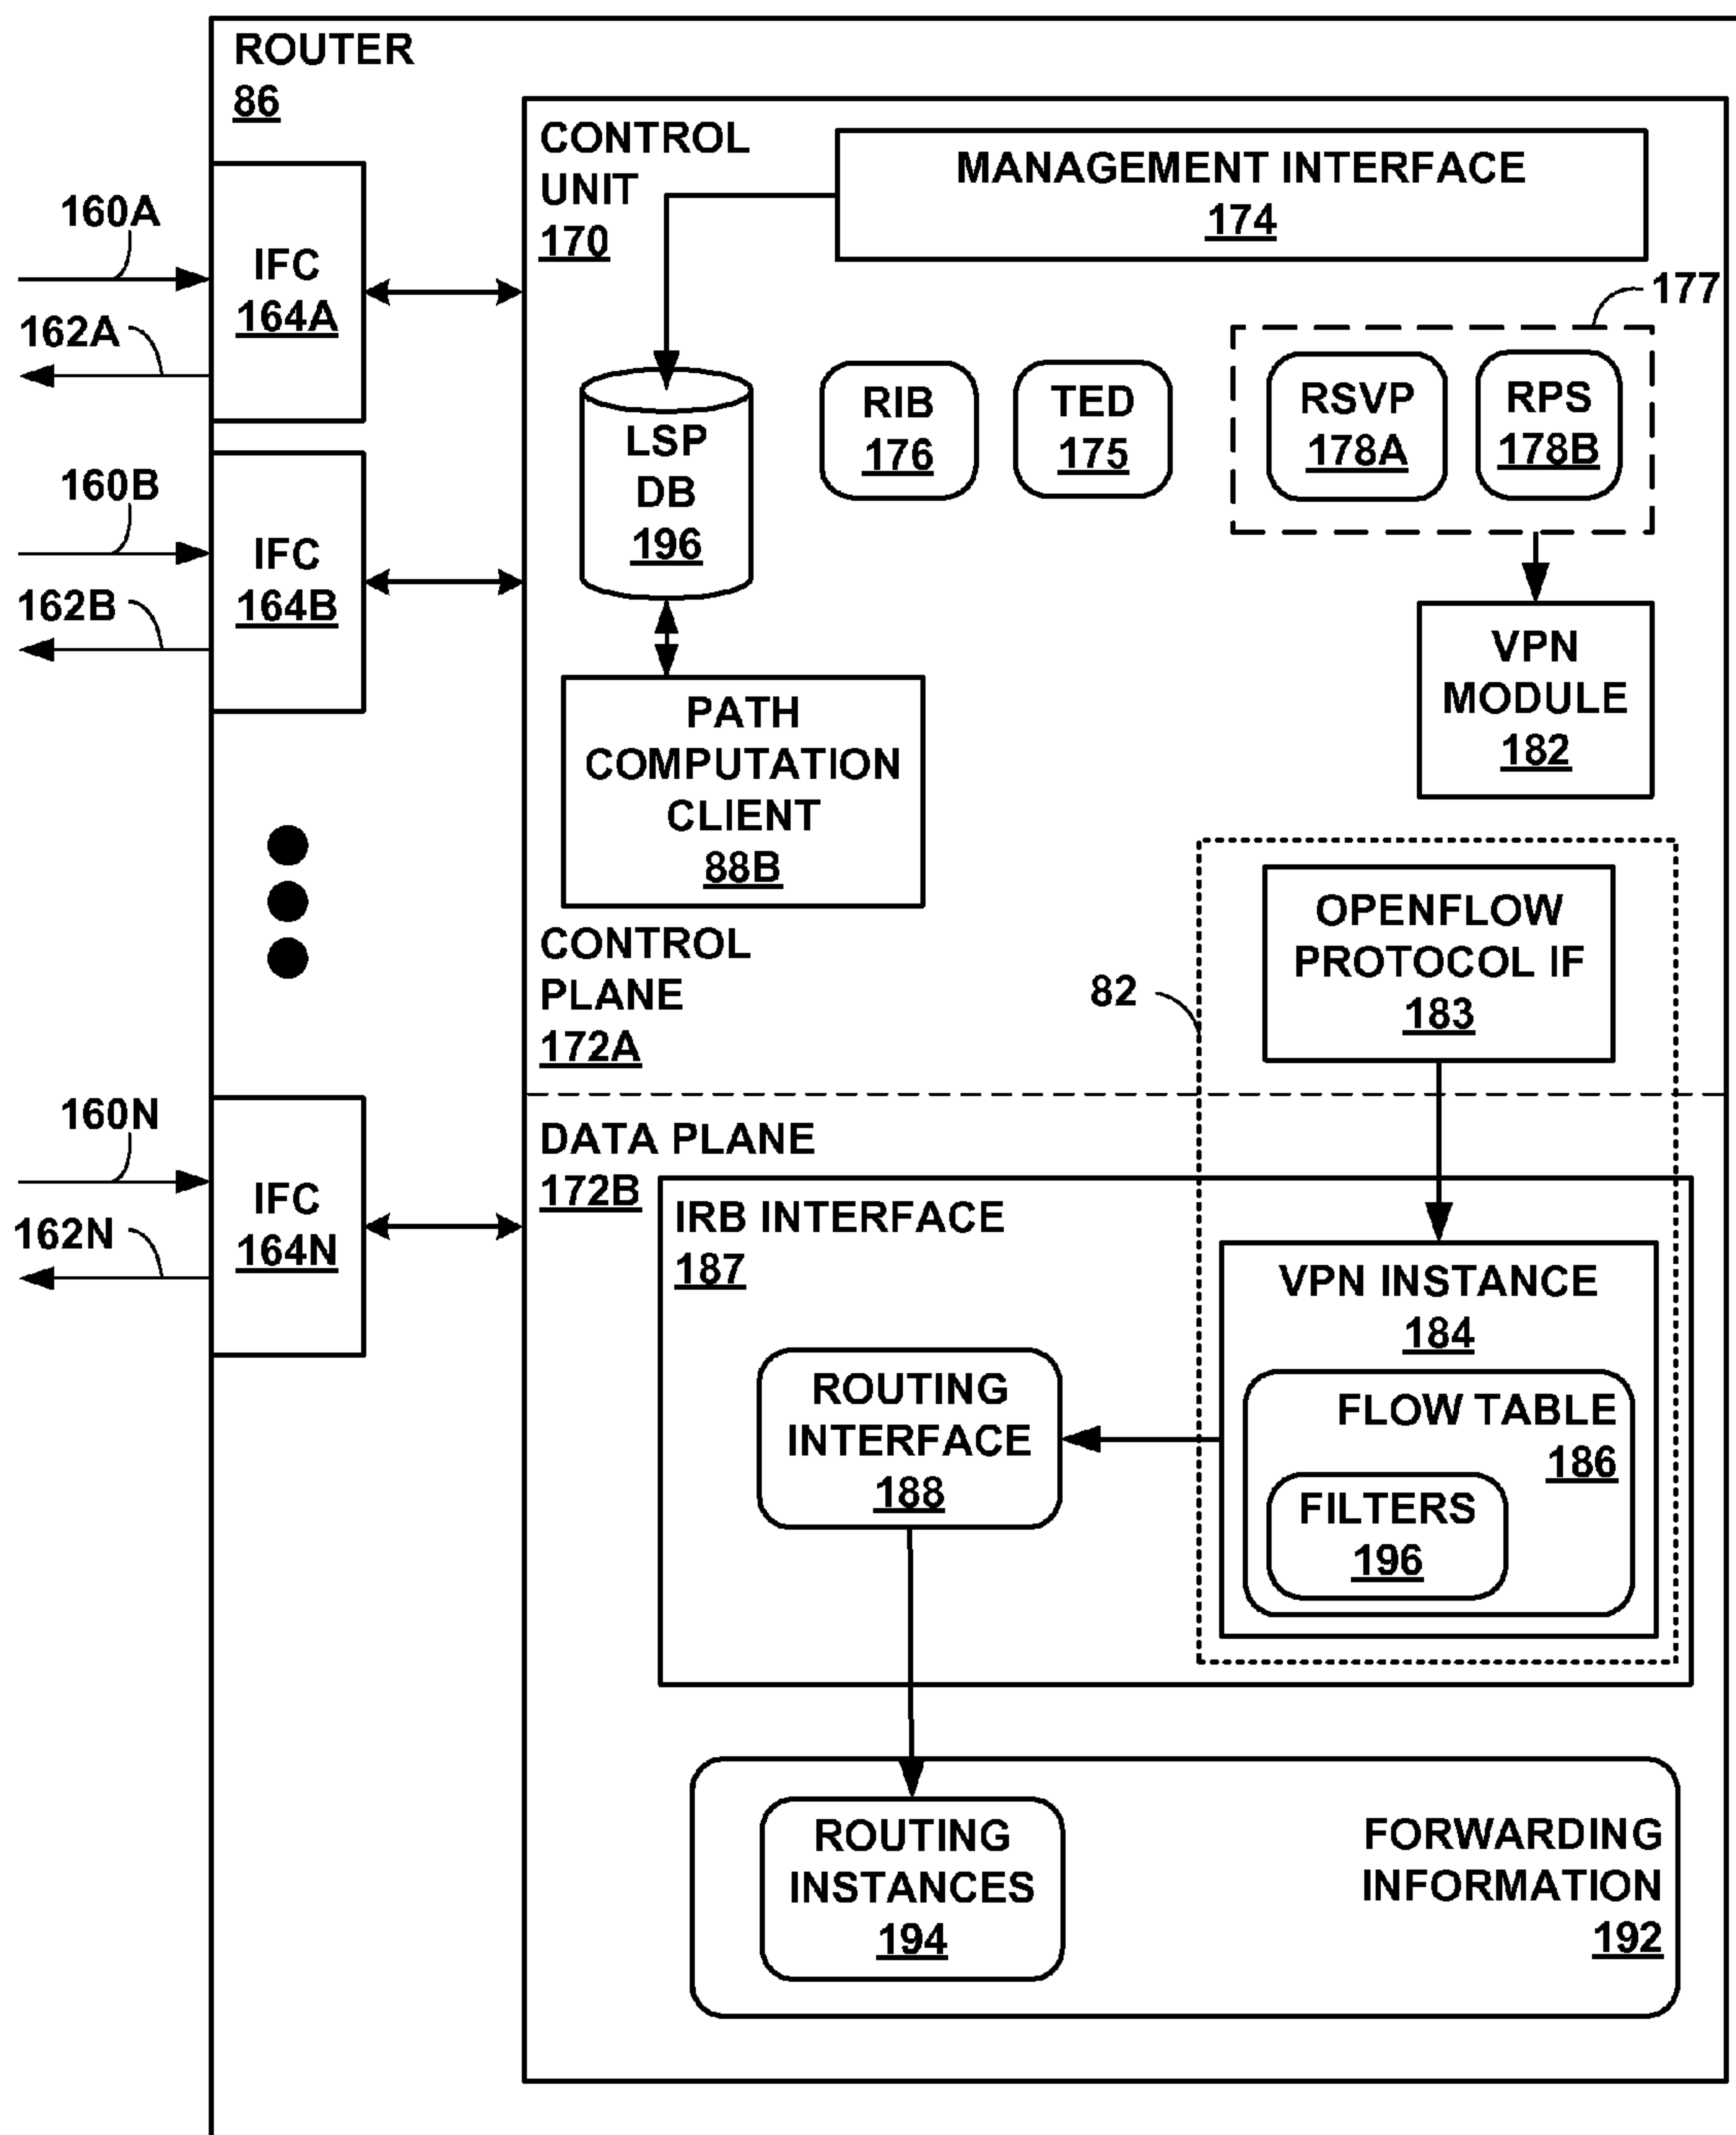 ROUTER
86
CONTROL
UNIT
170
MANAGEMENT INTERFACE
174
160A
162A
IFC
164A
177
RIB
176
TED
175
RSVP
178A
RPS
178B
LSP
DB
196
160B
162B
IFC
164B
VPN
MODULE
182
PATH
COMPUTATION
CLIENT
88B
OPENFLOW
PROTOCOL IF
183
82
CONTROL
PLANE
172A
160N
162N
IFC
164N
DATA PLANE
172B
IRB INTERFACE
187
VPN INSTANCE
184
ROUTING
INTERFACE
188
FLOW TABLE
186
FILTERS
196
ROUTING
INSTANCES
194
FORWARDING
INFORMATION
192